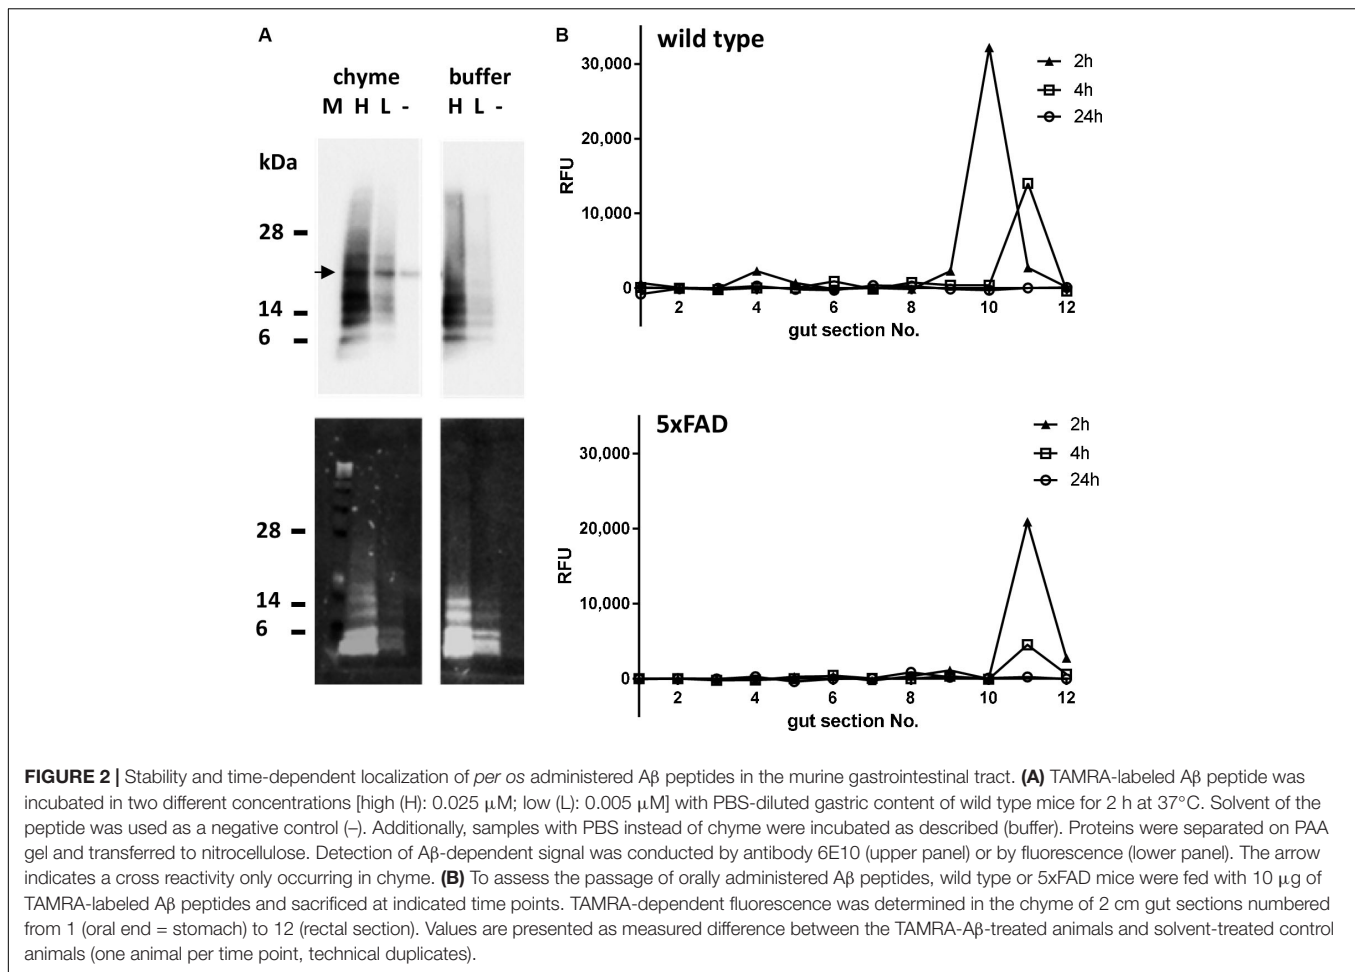 A
chyme
buffer
M H L -
H L -
kDa
28
14
6
28
14
6
B
wild type
2h
4h
24h
30,000
20,000
10,000
0
RFU
2 4 6 8 10 12
gut section No.
5xFAD
2h
4h
24h
30,000
20,000
10,000
0
RFU
2 4 6 8 10 12
gut section No.
FIGURE 2 | Stability and time-dependent localization of per os administered Aβ peptides in the murine gastrointestinal tract. (A) TAMRA-labeled Aβ peptide was
incubated in two different concentrations [high (H): 0.025 μM; low (L): 0.005 μM] with PBS-diluted gastric content of wild type mice for 2 h at 37°C. Solvent of the
peptide was used as a negative control (–). Additionally, samples with PBS instead of chyme were incubated as described (buffer). Proteins were separated on PAA
gel and transferred to nitrocellulose. Detection of Aβ-dependent signal was conducted by antibody 6E10 (upper panel) or by fluorescence (lower panel). The arrow
indicates a cross reactivity only occurring in chyme. (B) To assess the passage of orally administered Aβ peptides, wild type or 5xFAD mice were fed with 10 μg of
TAMRA-labeled Aβ peptides and sacrificed at indicated time points. TAMRA-dependent fluorescence was determined in the chyme of 2 cm gut sections numbered
from 1 (oral end = stomach) to 12 (rectal section). Values are presented as measured difference between the TAMRA-Aβ-treated animals and solvent-treated control
animals (one animal per time point, technical duplicates).